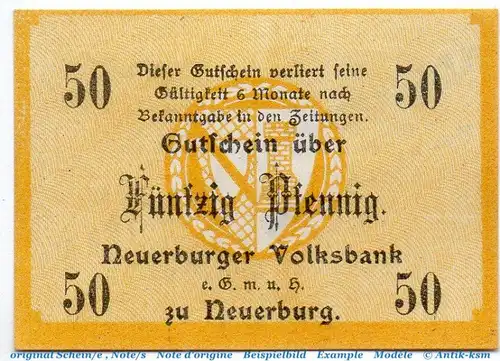 50 Dieser Gutschein verliert seine 50
Gültigkeit 6 Monate nach
Bekanntgabe in den Zeitungen.
Gutschein über
Fünfzig Pfennig.
Neuerburger Volksbank
50 e. G. m. u. H. 50
zu Neuerburg.
original Schein/e , Note/s Note d'origine Beispielbild Example Modèle © Antik-ksm